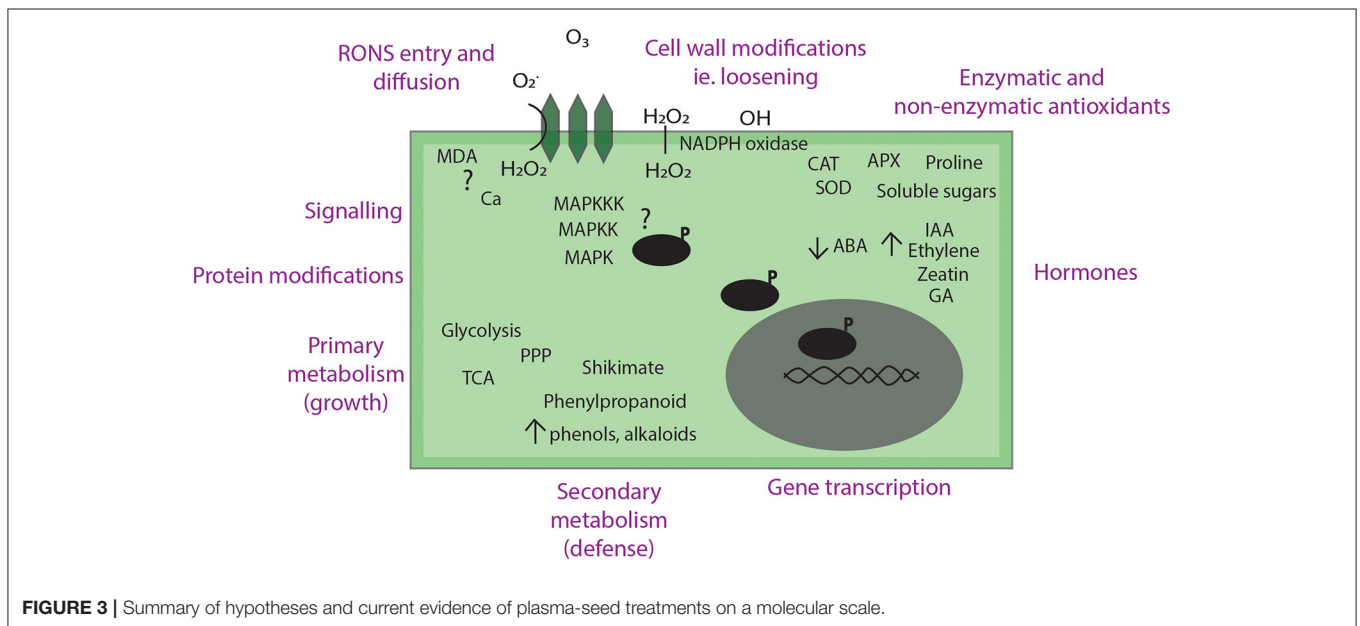 O₃
RONS entry and
diffusion
Cell wall modifications
ie. loosening
Enzymatic and
non-enzymatic antioxidants
O₂·
H₂O₂
OH
NADPH oxidase
MDA
?
H₂O₂
Ca
H₂O₂
CAT
APX
Proline
SOD
Soluble sugars
Signalling
MAPKKK
?
MAPKK
P
MAPK
↓ ABA
↑
IAA
Ethylene
Zeatin
GA
Hormones
Protein modifications
P
P
Primary
metabolism
(growth)
Glycolysis
PPP
TCA
Shikimate
Phenylpropanoid
↑ phenols, alkaloids
Secondary
metabolism
(defense)
Gene transcription
FIGURE 3 | Summary of hypotheses and current evidence of plasma-seed treatments on a molecular scale.